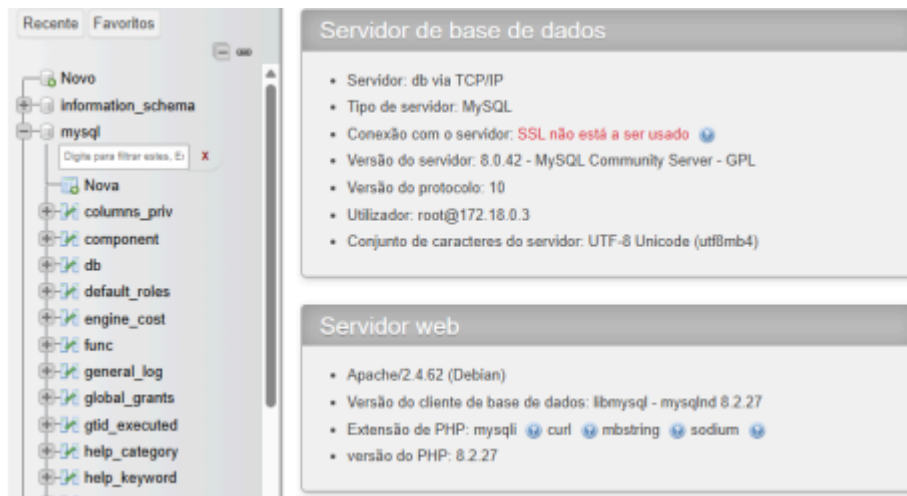 Recente Favoritos
Novo
information_schema
mysql
Digite para filtrar estes, E
X
Nova
columns_priv
component
db
default_roles
engine_cost
func
general_log
global_grants
gtid_executed
help_category
help_keyword
Servidor de base de dados
Servidor: db via TCP/IP
Tipo de servidor: MySQL
Conexão com o servidor: SSL não está a ser usado
Versão do servidor: 8.0.42 - MySQL Community Server - GPL
Versão do protocolo: 10
Utilizador: root@172.18.0.3
Conjunto de caracteres do servidor: UTF-8 Unicode (utf8mb4)
Servidor web
Apache/2.4.62 (Debian)
Versão do cliente de base de dados: libmysql - mysqlnd 8.2.27
Extensão de PHP: mysqli curl mbstring sodium
versão do PHP: 8.2.27